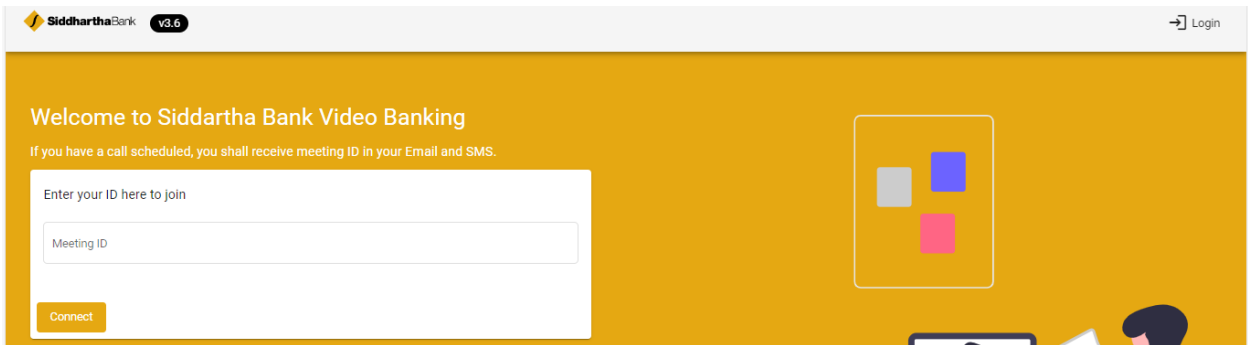 SiddharthaBank v3.6 Login
Welcome to Siddartha Bank Video Banking
If you have a call scheduled, you shall receive meeting ID in your Email and SMS.
Enter your ID here to join
Meeting ID
Connect